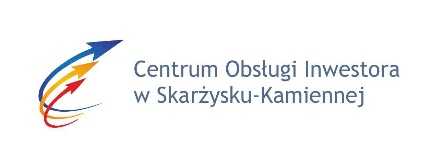 Centrum Obsługi Inwestora
w Skarżysku-Kamiennej